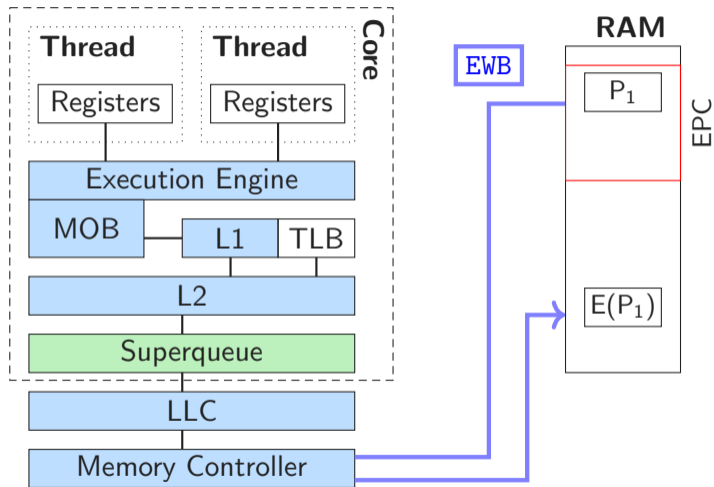 Thread
Thread
Core
Registers
Registers
Execution Engine
MOB
L1
TLB
L2
Superqueue
LLC
Memory Controller
EWB
RAM
P₁
EPC
E(P₁)